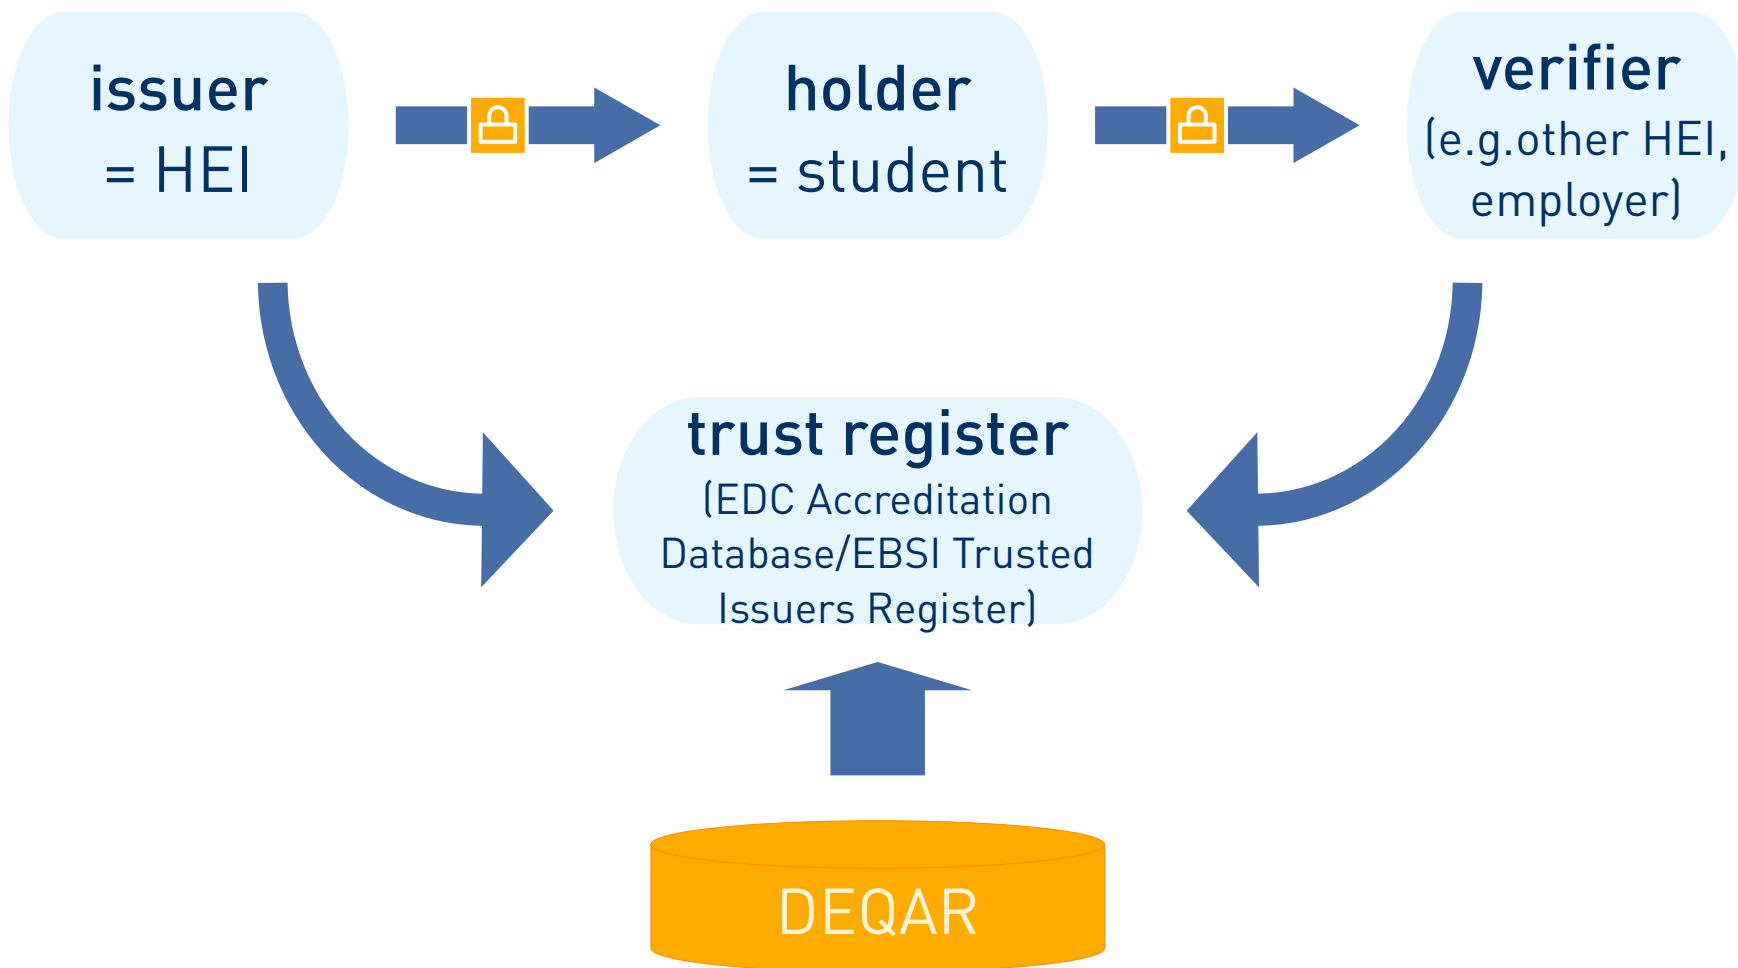 issuer
= HEI
holder
= student
verifier
(e.g.other HEI,
employer)
trust register
(EDC Accreditation
Database/EBSI Trusted
Issuers Register)
DEQAR